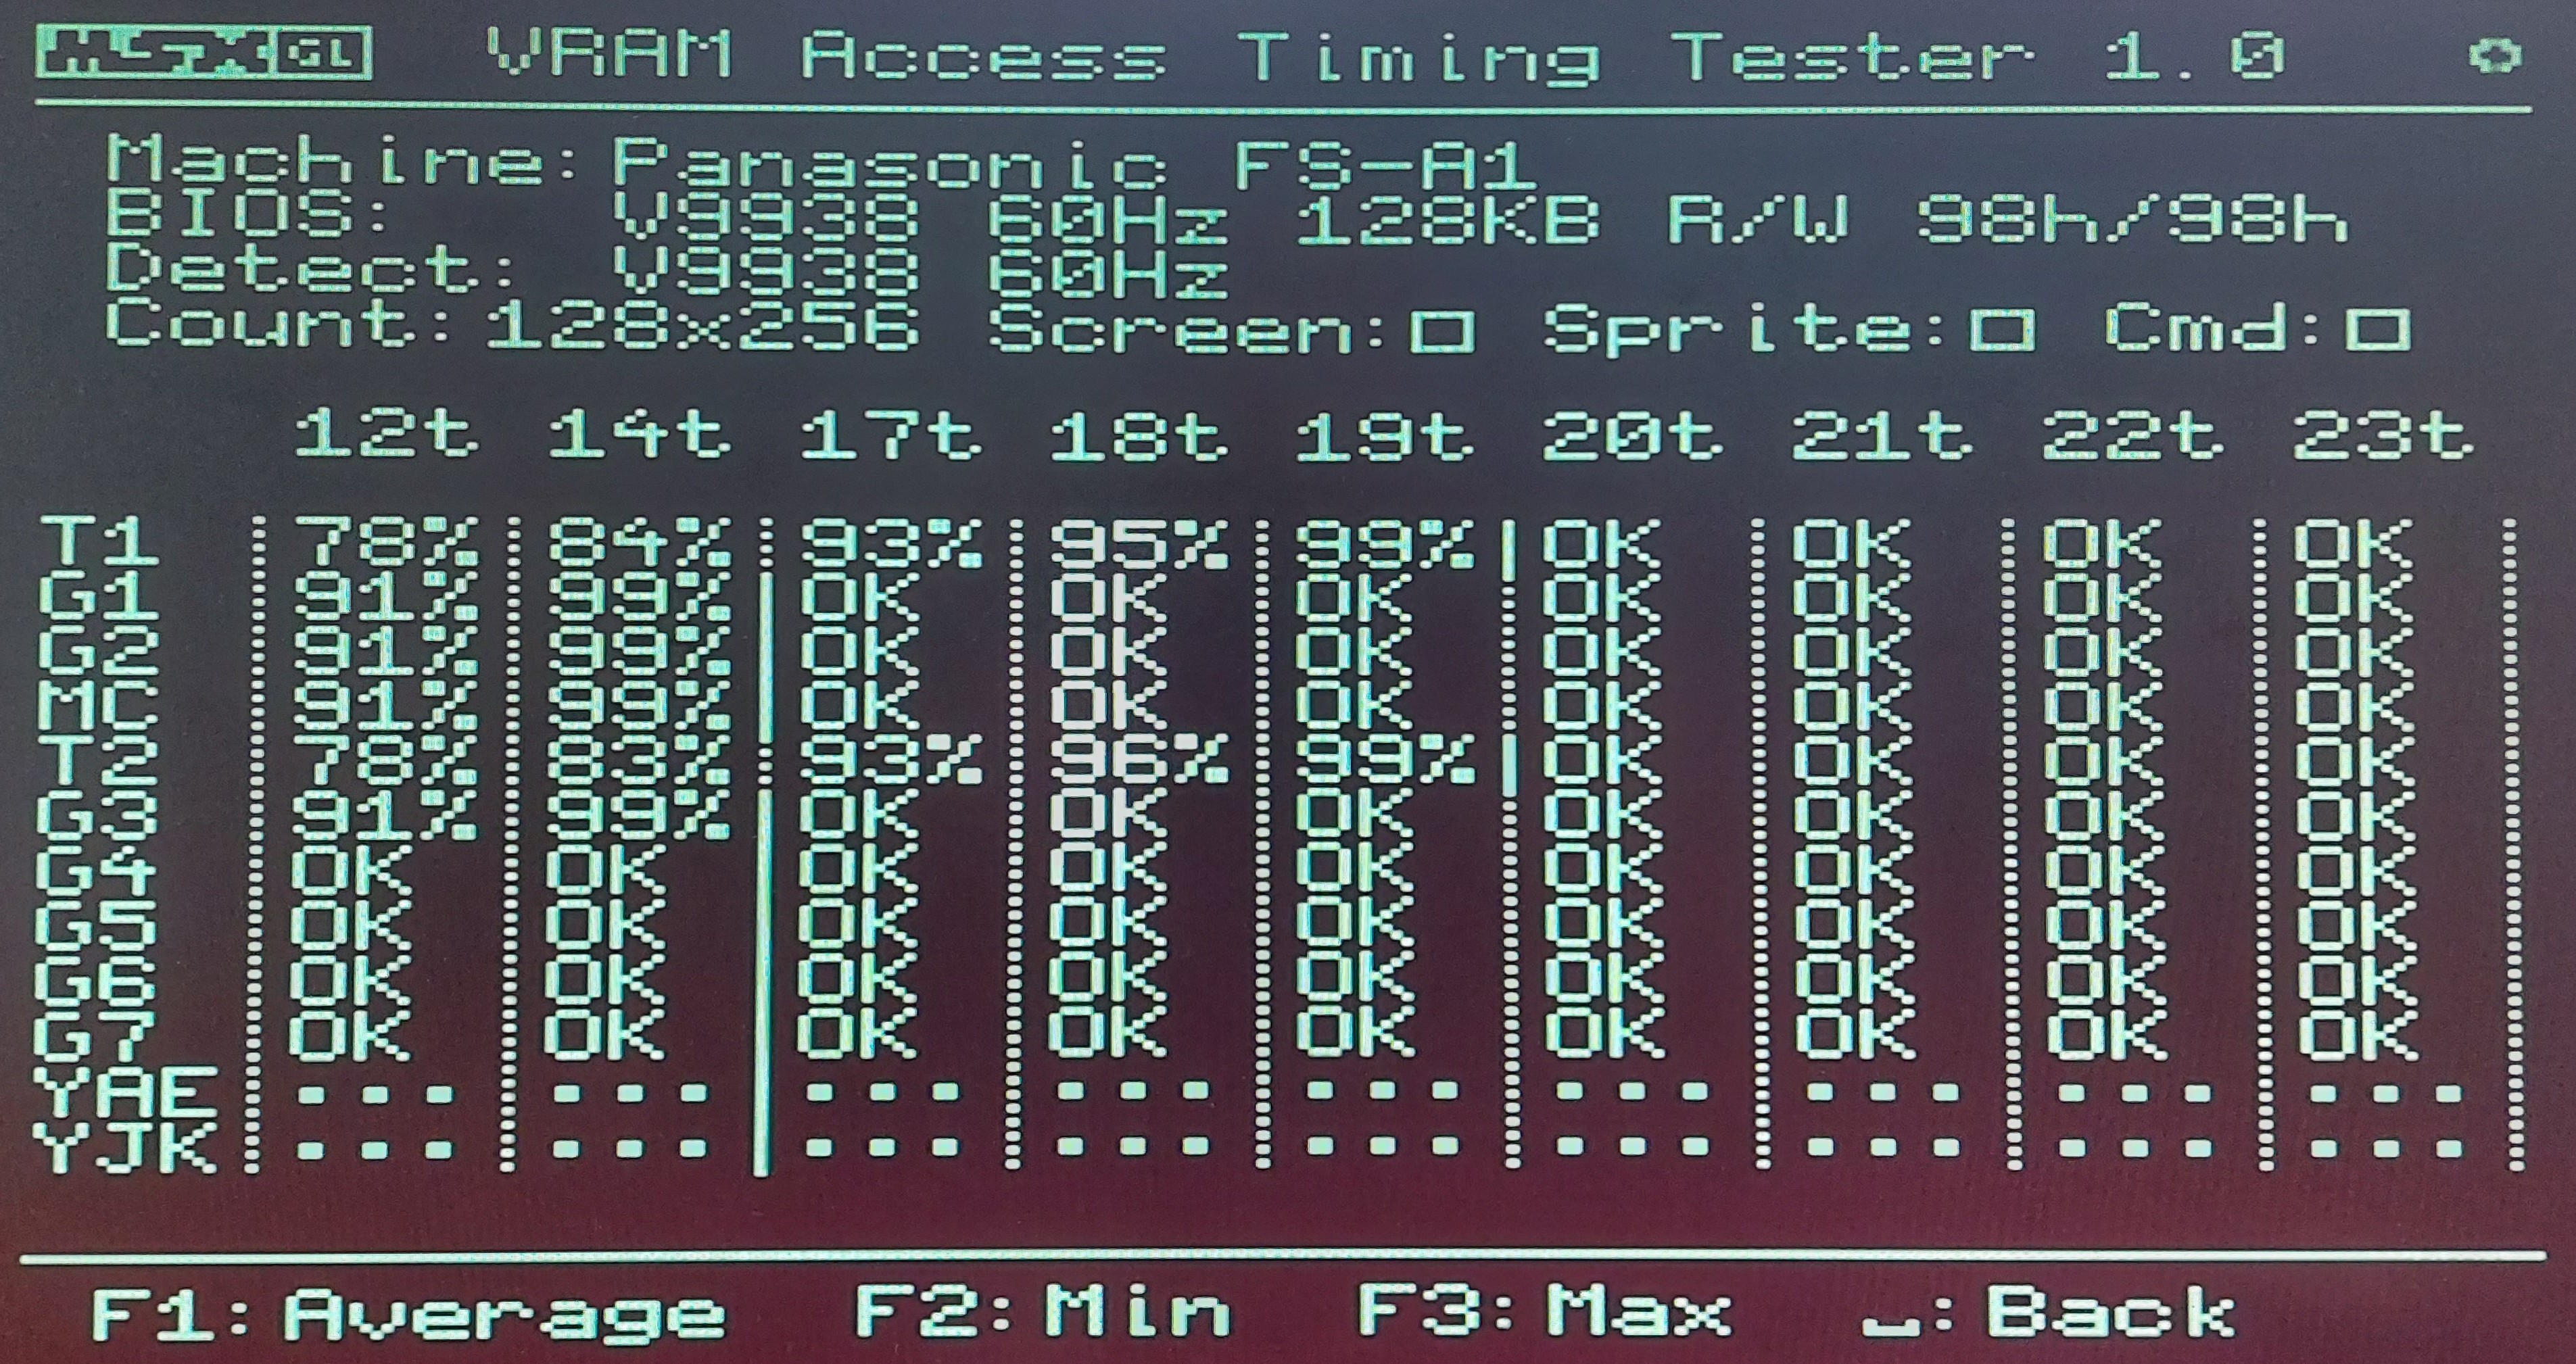 MSX GL VRAM Access Timing Tester 1.0
Machine: Panasonic FS-A1
BIOS: V9938 60Hz 128KB R/W 98h/98h
Detect: V9938 60Hz
Count: 128x256 Screen:□ Sprite:□ Cmd:□
12t 14t 17t 18t 19t 20t 21t 22t 23t
T1 78% 84% 93% 95% 99% OK OK OK OK
G1 91% 99% OK OK OK OK OK OK OK
G2 91% 99% OK OK OK OK OK OK OK
MC 91% 99% OK OK OK OK OK OK OK
T2 78% 83% 93% 96% 99% OK OK OK OK
G3 91% 99% OK OK OK OK OK OK OK
G4 OK OK OK OK OK OK OK OK OK
G5 OK OK OK OK OK OK OK OK OK
G6 OK OK OK OK OK OK OK OK OK
G7 OK OK OK OK OK OK OK OK OK
YAE ... ... ... ... ... ... ... ... ...
YJK ... ... ... ... ... ... ... ... ...
F1:Average F2:Min F3:Max ⎵:Back